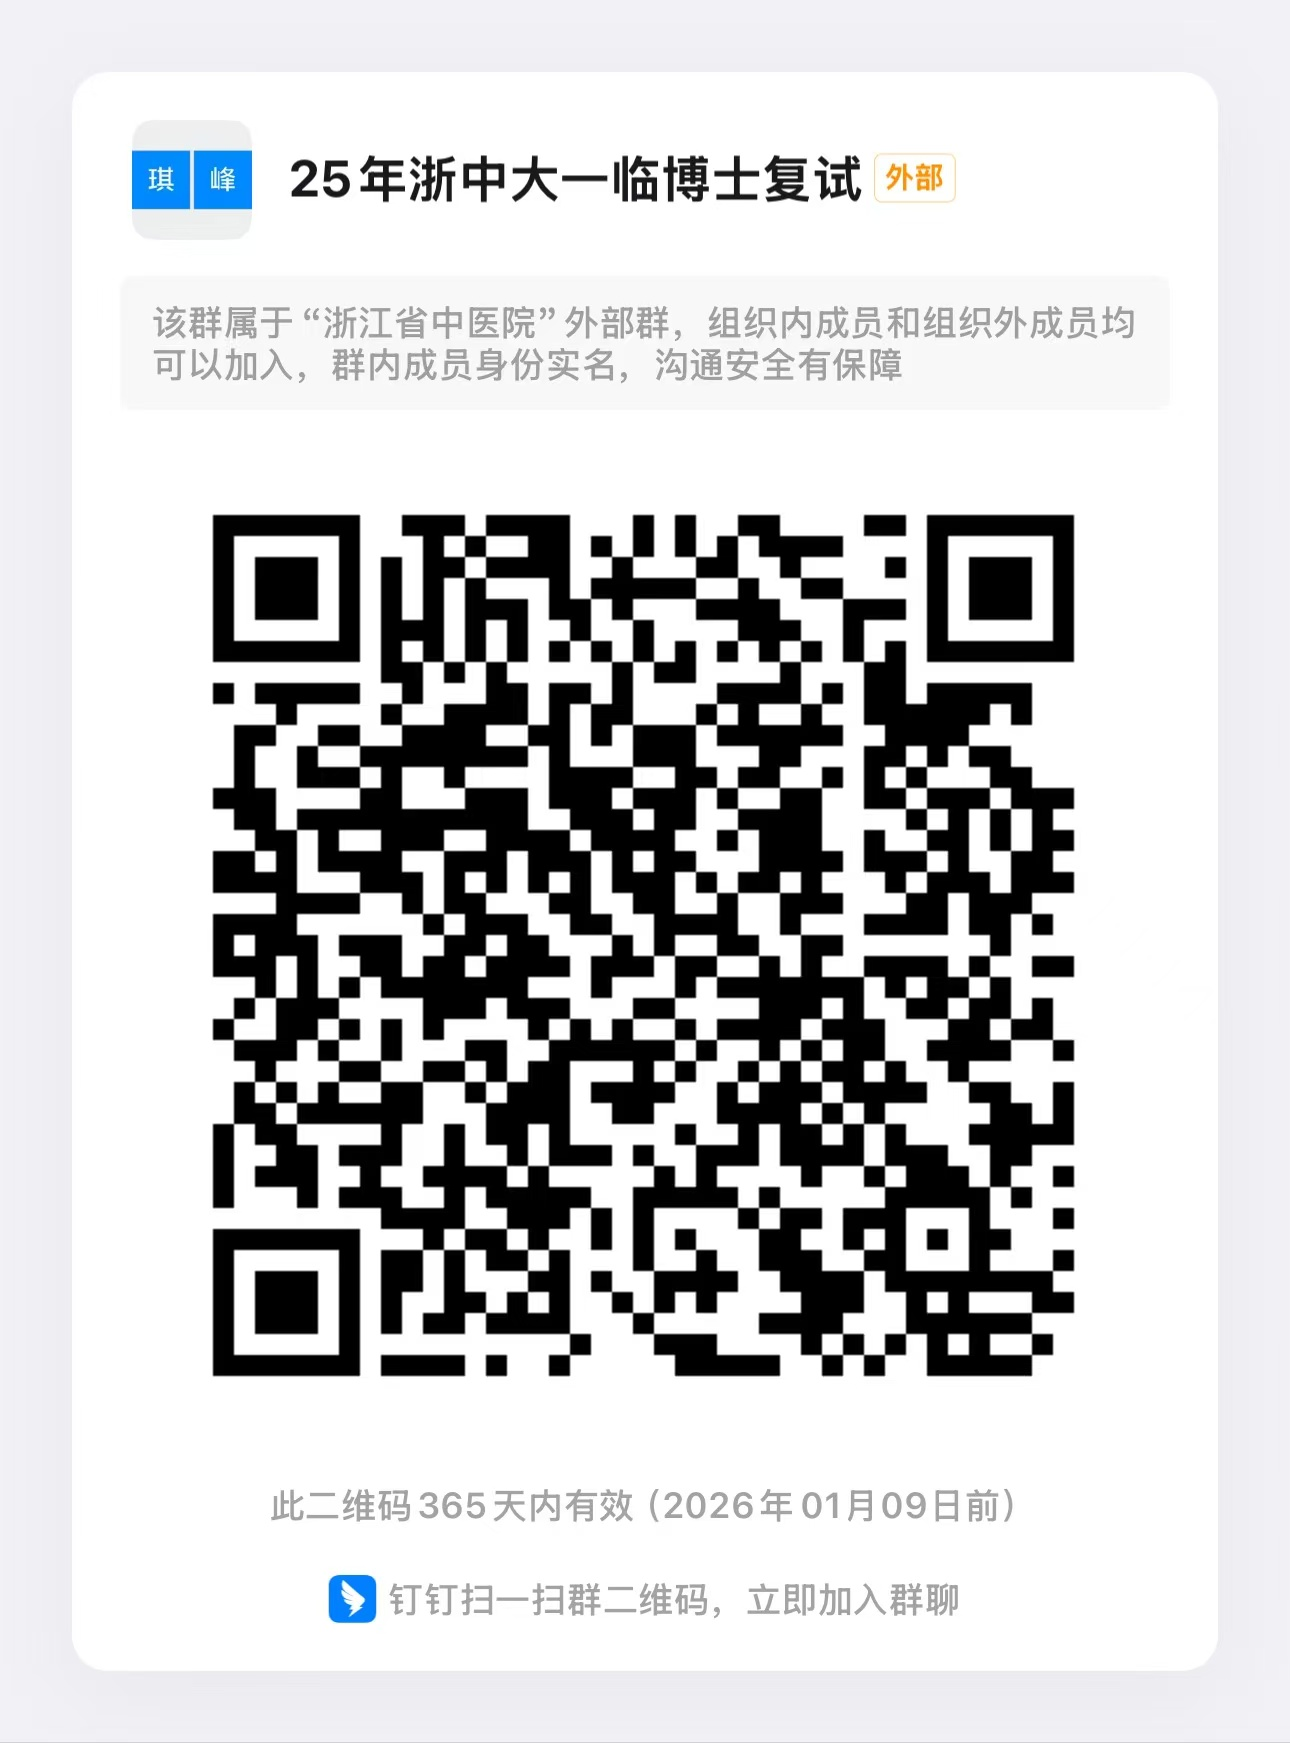 琪 峰
25年浙中大一临博士复试 外部
该群属于“浙江省中医院”外部群，组织内成员和组织外成员均
可以加入，群内成员身份实名，沟通安全有保障
此二维码365天内有效（2026年01月09日前）
钉钉扫一扫群二维码，立即加入群聊